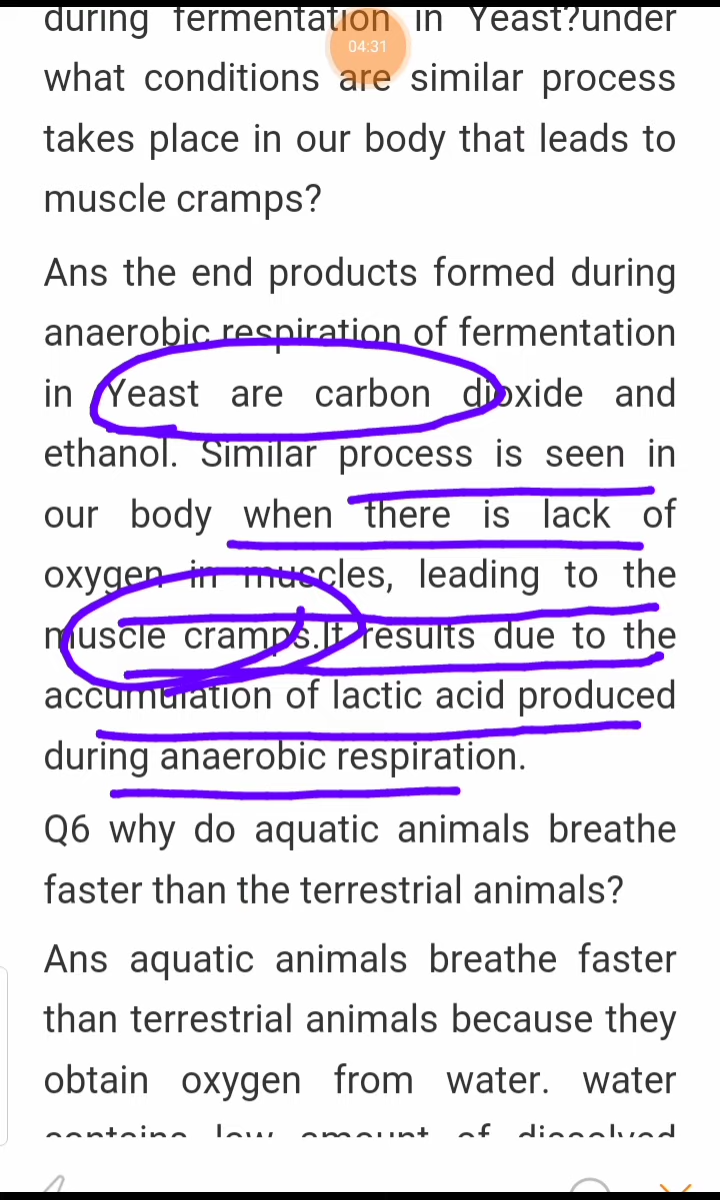 during fermentation in Yeast?under
04:31
what conditions are similar process
takes place in our body that leads to
muscle cramps?
Ans the end products formed during
anaerobic respiration of fermentation
in Yeast are carbon dioxide and
ethanol. Similar process is seen in
our body when there is lack of
oxygen in muscles, leading to the
muscle cramps.It results due to the
accumulation of lactic acid produced
during anaerobic respiration.
Q6 why do aquatic animals breathe
faster than the terrestrial animals?
Ans aquatic animals breathe faster
than terrestrial animals because they
obtain oxygen from water. water
contains low amount of dissolved